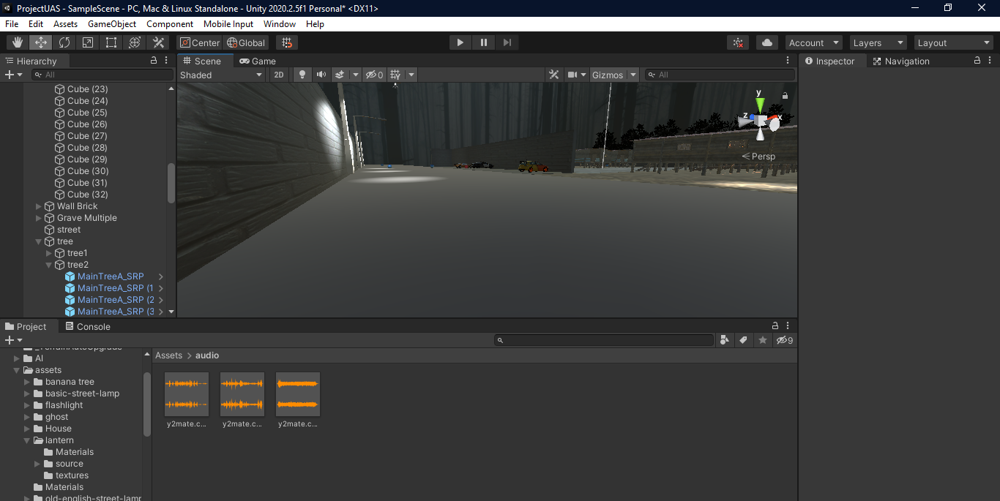 ProjectUAS - SampleScene - PC, Mac & Linux Standalone - Unity 2020.2.5f1 Personal* <DX11>
File Edit Assets GameObject Component Mobile Input Window Help
Center Global Account Layers Layout
Hierarchy
All
Cube (23)
Cube (24)
Cube (25)
Cube (26)
Cube (27)
Cube (28)
Cube (29)
Cube (30)
Cube (31)
Cube (32)
Wall Brick
Grave Multiple
street
tree
tree1
tree2
MainTreeA_SRP
MainTreeA_SRP (1
MainTreeA_SRP (2
MainTreeA_SRP (3
Scene Game
Shaded 2D 0 Gizmos All
y
z x
Persp
Inspector Navigation
Project Console
9
_TerrainAutoUpgrade
AI
assets
banana tree
basic-street-lamp
flashlight
ghost
House
lantern
Materials
source
textures
Materials
old-english-street-lamp
Assets > audio
y2mate.c... y2mate.c... y2mate.c...